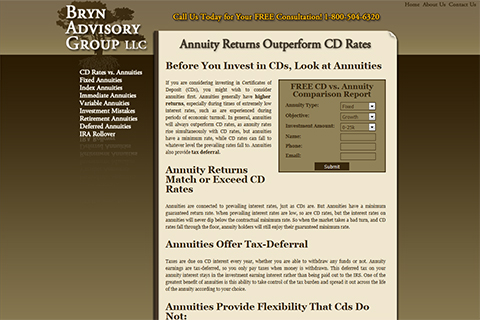 Home About Us Contact Us
BRYN
ADVISORY
GROUP LLC
Call Us Today for Your FREE Consultation! 1-800-504-6320
CD Rates vs. Annuities
Fixed Annuities
Index Annuities
Immediate Annuities
Variable Annuities
Investment Mistakes
Retirement Annuities
Deferred Annuities
IRA Rollover
Annuity Returns Outperform CD Rates
Before You Invest in CDs, Look at Annuities
If you are considering investing in Certificates
of Deposit (CDs), you might wish to consider
annuities first. Annuities generally have higher
returns, especially during times of extremely low
interest rates, such as are experienced during
periods of economic turmoil. In general, annuities
will always outperform CD rates, as annuity rates
rise simultaneously with CD rates, but annuities
have a minimum rate, while CD rates can fall to
whatever level the prevailing rates fall to. Annuities
also provide tax deferral.
FREE CD vs. Annuity
Comparison Report
Annuity Type: Fixed
Objective: Growth
Investment Amount: 0-25K
Name:
Phone:
Email:
Submit
Annuity Returns
Match or Exceed CD
Rates
Annuities are connected to prevailing interest rates, just as CDs are. But Annuities have a minimum
guaranteed return rate. When prevailing interest rates are low, so are CD rates, but the interest rates on
annuities will never dip below the contractual minimum rate. So when the market takes a bad turn, and CD
rates fall through the floor, annuity holders will still enjoy their guaranteed minimum rate.
Annuities Offer Tax-Deferral
Taxes are due on CD interest every year, whether you are able to withdraw any funds or not. Annuity
earnings are tax-deferred, so you only pay taxes when money is withdrawn. This deferred tax on your
annuity interest stays in the investment earning interest rather than being paid out to the IRS. One of the
greatest benefit of annuities is this ability to take control of the tax burden and spread it out across the life
of the annuity according to your choice.
Annuities Provide Flexibility That Cds Do
Not: